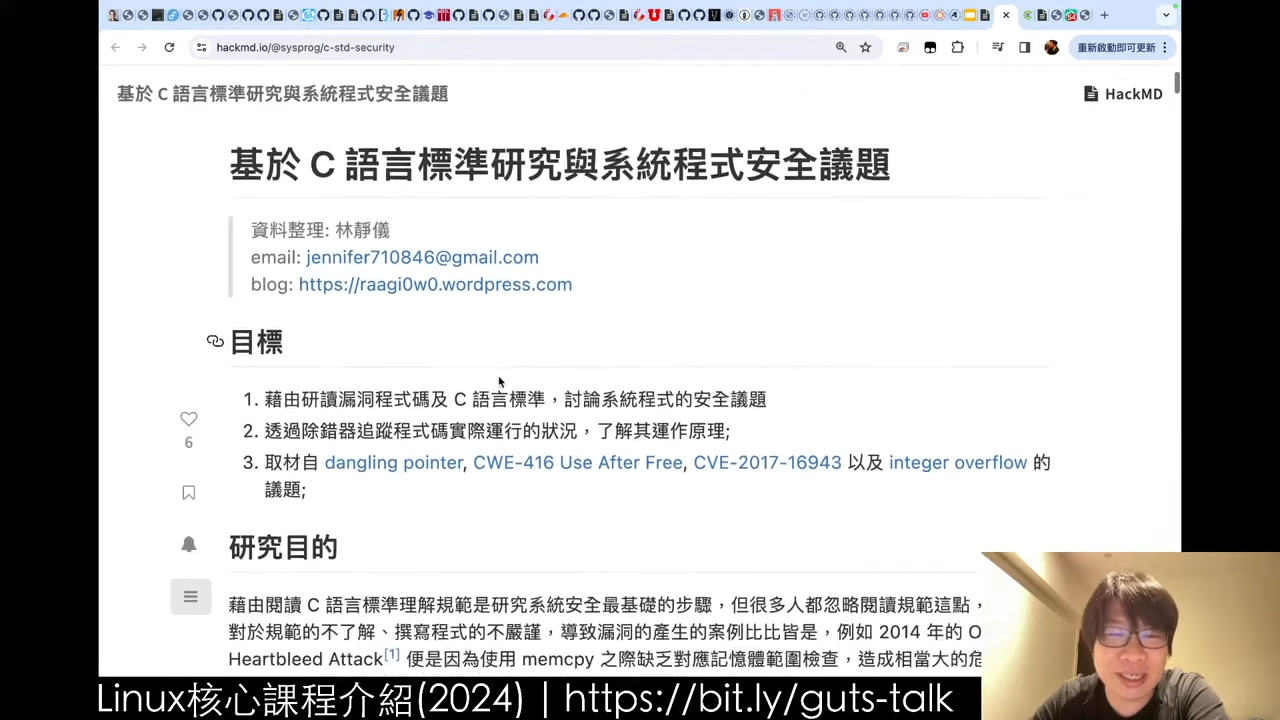 hackmd.io/@sysprog/c-std-security
重新啟動即可更新
基於 C 語言標準研究與系統程式安全議題
HackMD
基於 C 語言標準研究與系統程式安全議題
資料整理: 林靜儀
email: jennifer710846@gmail.com
blog: https://raagi0w0.wordpress.com
目標
1. 藉由研讀漏洞程式碼及 C 語言標準，討論系統程式的安全議題
2. 透過除錯器追蹤程式碼實際運行的狀況，了解其運作原理;
3. 取材自 dangling pointer, CWE-416 Use After Free, CVE-2017-16943 以及 integer overflow 的
議題;
6
研究目的
藉由閱讀 C 語言標準理解規範是研究系統安全最基礎的步驟，但很多人都忽略閱讀規範這點，
對於規範的不了解、撰寫程式的不嚴謹，導致漏洞的產生的案例比比皆是，例如 2014 年的 O
Heartbleed Attack[1] 便是因為使用 memcpy 之際缺乏對應記憶體範圍檢查，造成相當大的危
Linux核心課程介紹(2024) | https://bit.ly/guts-talk